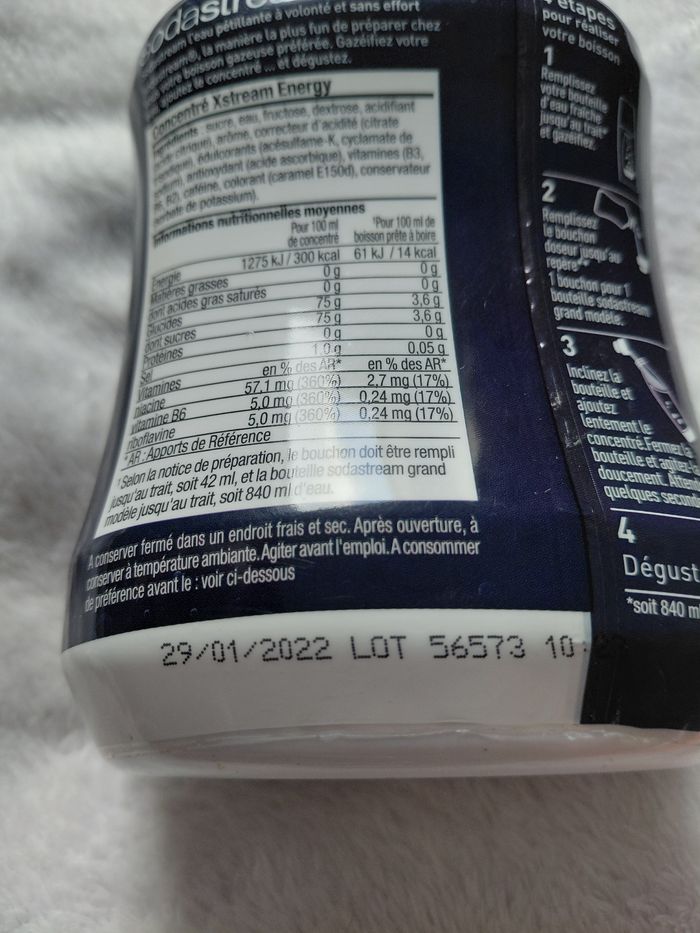 sodastre
l'eau pétillante à volonté et sans effort
la manière la plus fun de préparer chez
votre boisson gazeuse préférée. Gazéifiez votre
ajoutez le concentré ... et dégustez.
Concentré Xstream Energy
Ingrédients : sucre, eau, fructose, dextrose, acidifiant
citrique), arôme, correcteur d'acidité (citrate
édulcorants (acésulfame-K, cyclamate de
antioxydant (acide ascorbique), vitamines (B3,
B2), caféine, colorant (caramel E150d), conservateur
de potassium).
Informations nutritionnelles moyennes
Pour 100 ml de concentré
¹Pour 100 ml de boisson prête à boire
Energie 1275 kJ / 300 kcal 61 kJ / 14 kcal
Matières grasses 0 g 0 g
dont acides gras saturés 0 g 0 g
Glucides 75 g 3,6 g
dont sucres 75 g 3,6 g
Protéines 0 g 0 g
Sel 1,0 g 0,05 g
Vitamines en % des AR* en % des AR*
niacine 57,1 mg (360%) 2,7 mg (17%)
vitamine B6 5,0 mg (360%) 0,24 mg (17%)
riboflavine 5,0 mg (360%) 0,24 mg (17%)
*AR : Apports de Référence
¹ Selon la notice de préparation, le bouchon doit être rempli
jusqu'au trait, soit 42 ml, et la bouteille sodastream grand
modèle jusqu'au trait, soit 840 ml d'eau.
A conserver fermé dans un endroit frais et sec. Après ouverture, à
conserver à température ambiante. Agiter avant l'emploi. A consommer
de préférence avant le : voir ci-dessous
29/01/2022 LOT 56573 10:
étapes
pour réaliser
votre boisson
1
Remplissez
votre bouteille
d'eau fraîche
jusqu'au trait*
et gazéifiez.
2
Remplissez
le bouchon
doseur jusqu'au
repère*
1 bouchon pour 1
bouteille sodastream
grand modèle.
3
Inclinez la
bouteille et
ajoutez
lentement le
concentré. Fermez
bouteille et agitez
doucement.
quelques
4
Dégust
*soit 840 m